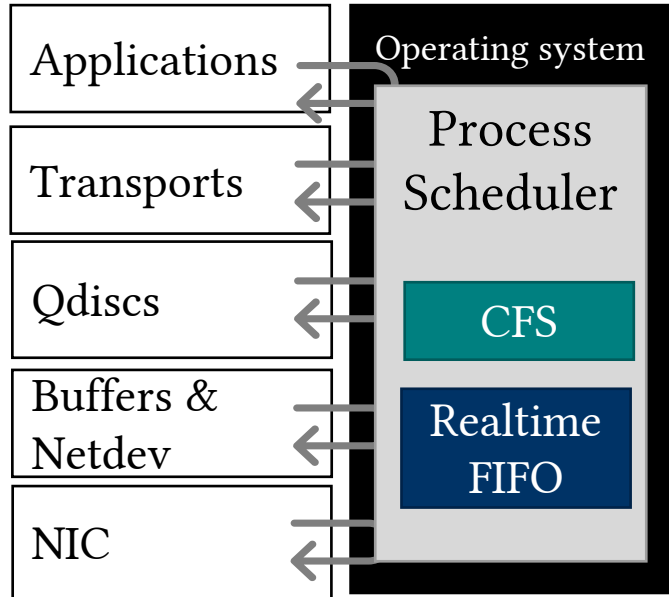 Applications
Transports
Qdiscs
Buffers &
Netdev
NIC
Operating system
Process
Scheduler
CFS
Realtime
FIFO